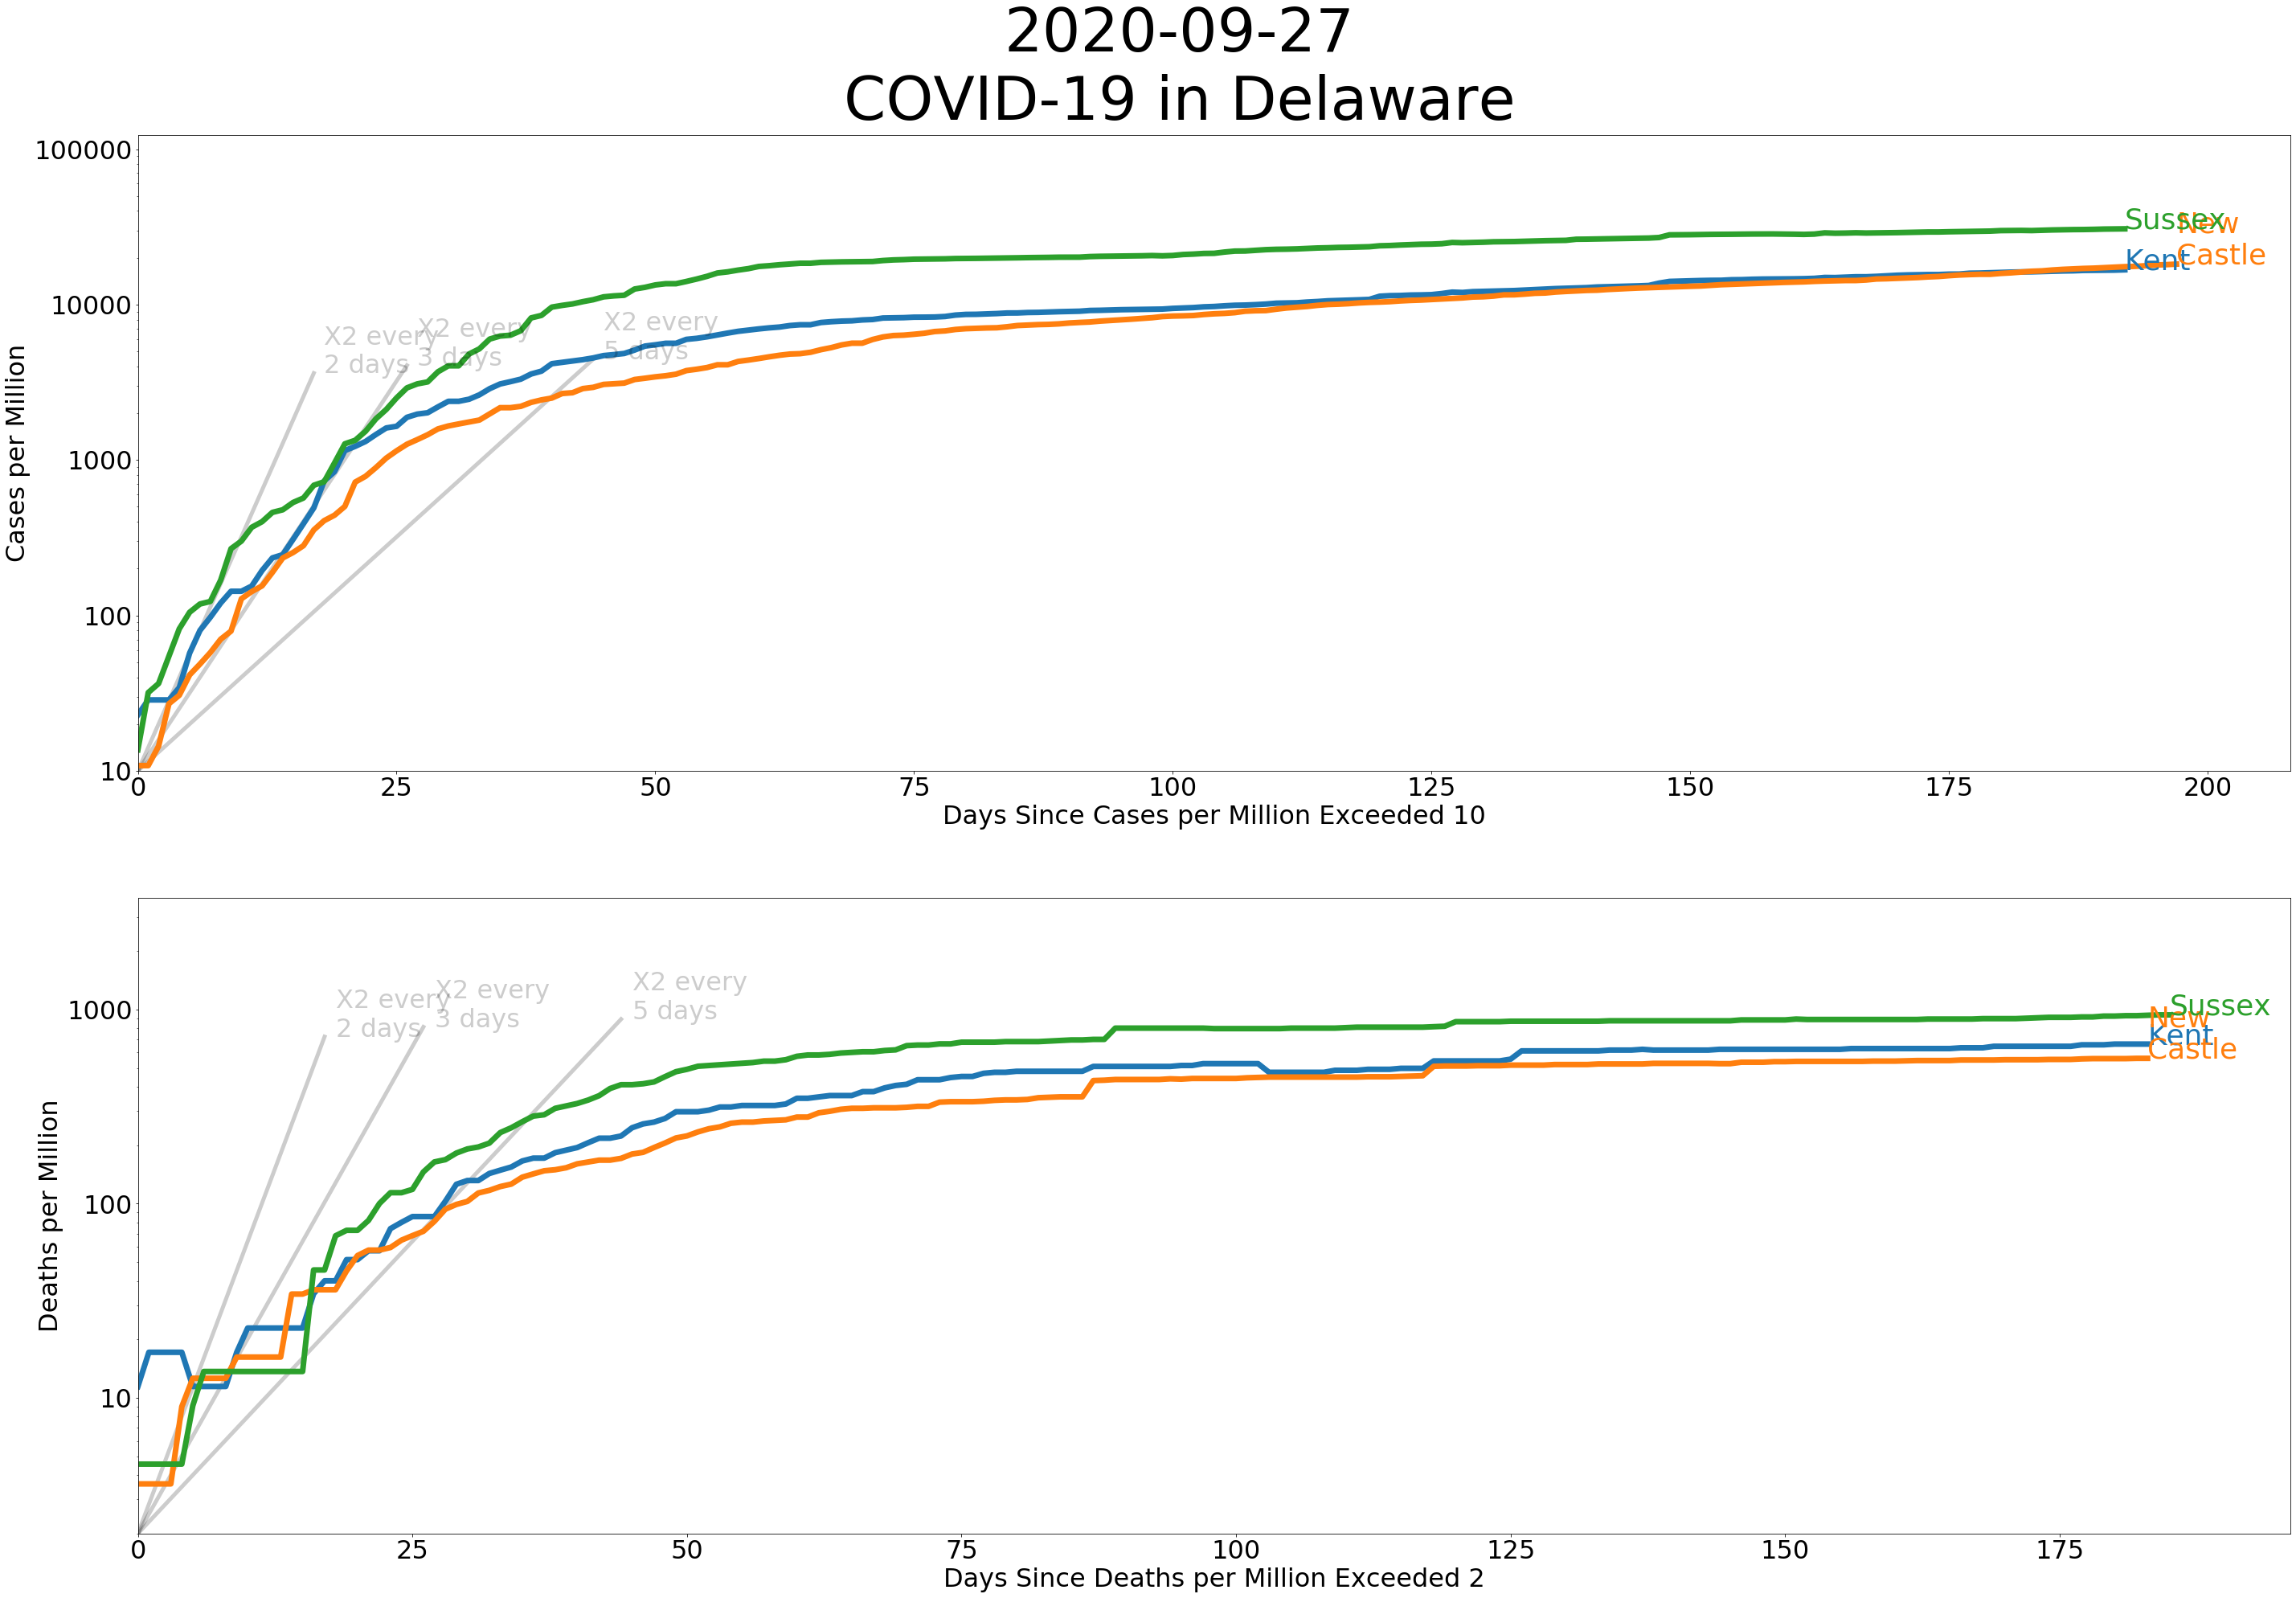 2020-09-27
COVID-19 in Delaware
100000
10000
1000
100
10
Cases per Million
X2 every
2 days
X2 every
3 days
X2 every
5 days
Sussex
New
Castle
Kent
0
25
50
75
100
125
150
175
200
Days Since Cases per Million Exceeded 10
1000
100
10
Deaths per Million
X2 every
2 days
X2 every
3 days
X2 every
5 days
Sussex
New
Castle
Kent
0
25
50
75
100
125
150
175
Days Since Deaths per Million Exceeded 2